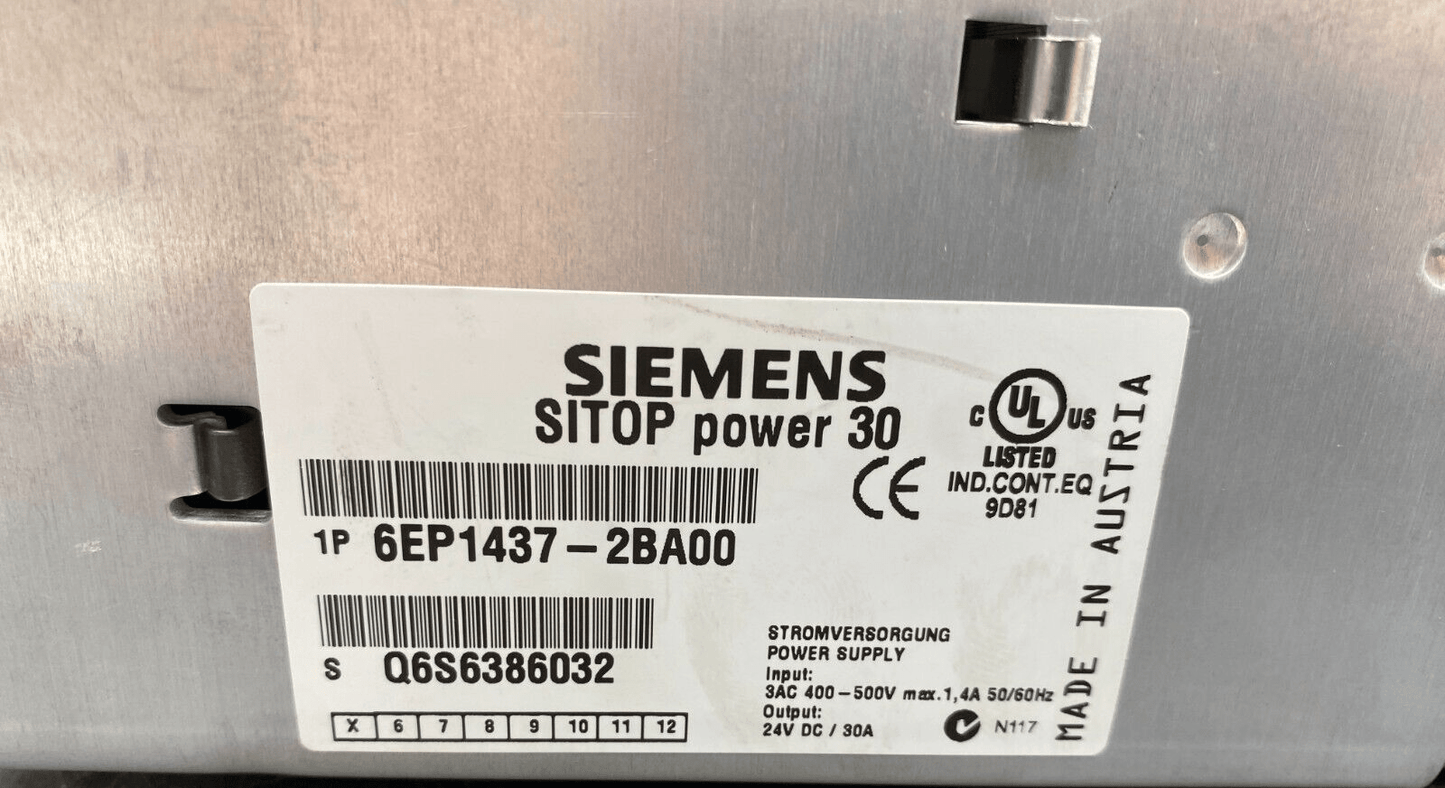 SIEMENS
SITOP power 30
C UL US
LISTED
IND.CONT.EQ
9D81
CE
1P 6EP1437-2BA00
S Q6S6386032
X 6 7 8 9 10 11 12
STROMVERSORGUNG
POWER SUPPLY
Input:
3AC 400-500V max.1,4A 50/60Hz
Output:
24V DC / 30A
N117
MADE IN AUSTRIA